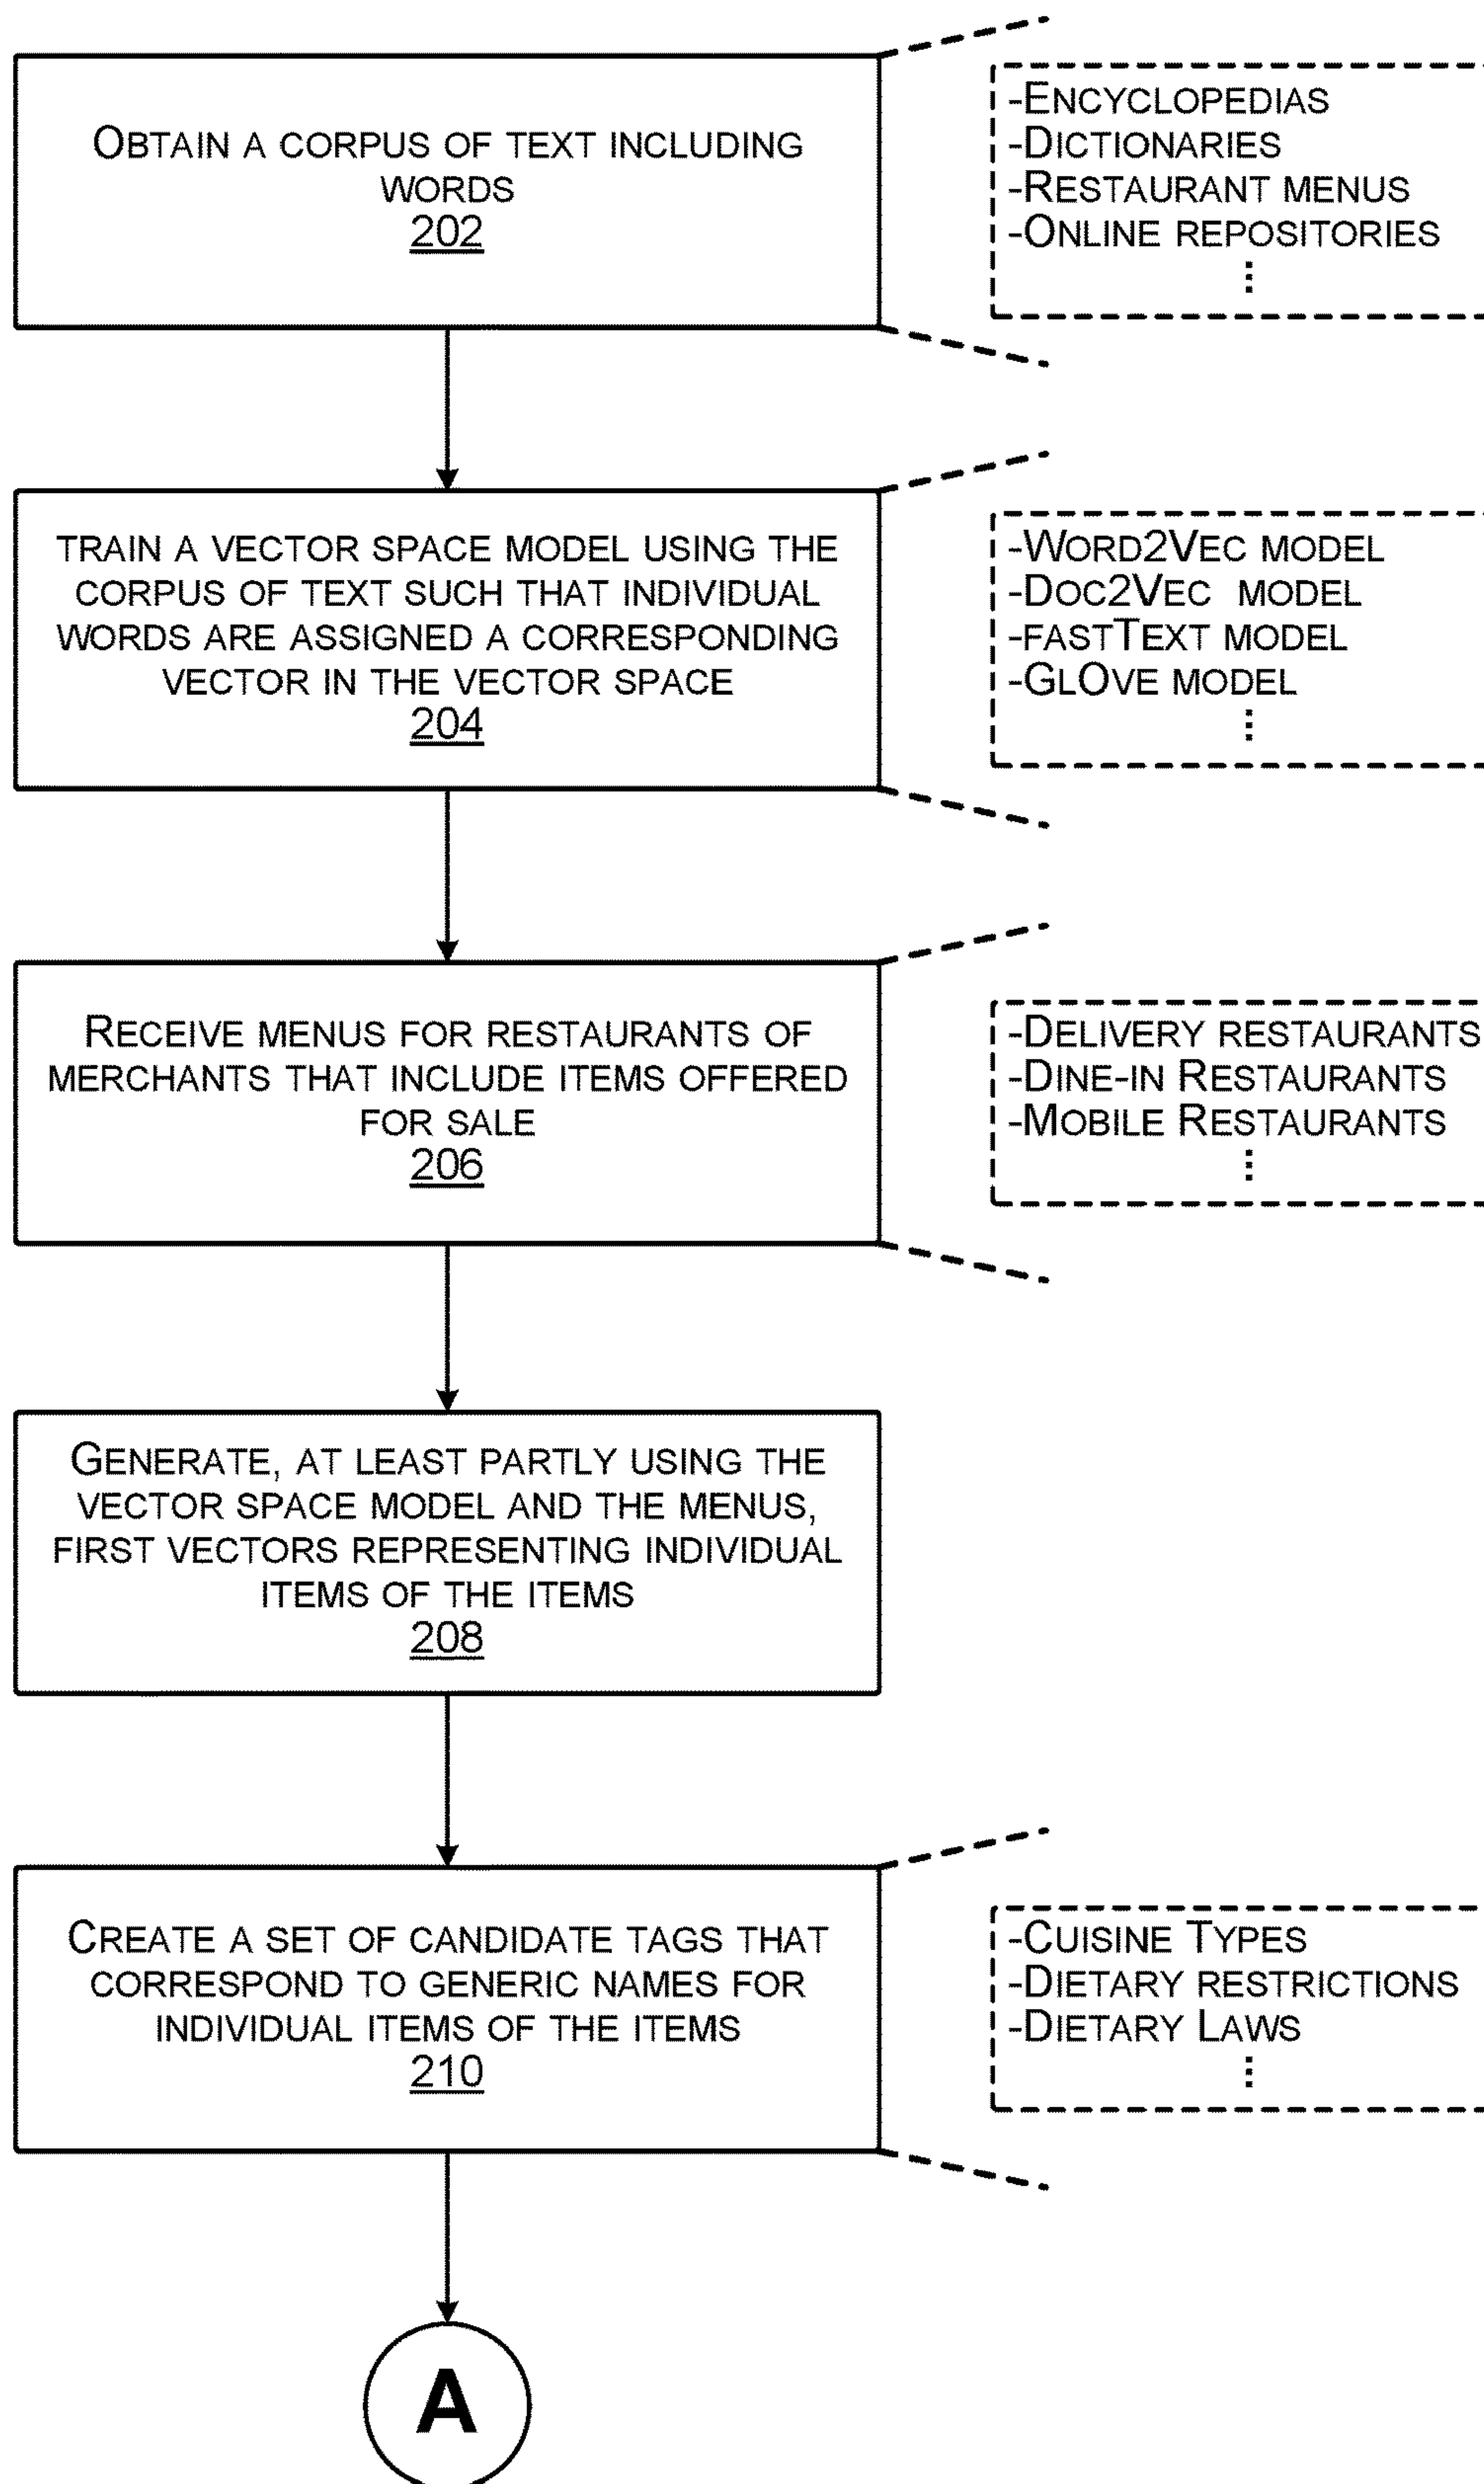 OBTAIN A CORPUS OF TEXT INCLUDING
WORDS
202
-ENCYCLOPEDIAS
-DICTIONARIES
-RESTAURANT MENUS
-ONLINE REPOSITORIES
⋮
TRAIN A VECTOR SPACE MODEL USING THE
CORPUS OF TEXT SUCH THAT INDIVIDUAL
WORDS ARE ASSIGNED A CORRESPONDING
VECTOR IN THE VECTOR SPACE
204
-WORD2VEC MODEL
-DOC2VEC MODEL
-FASTTEXT MODEL
-GLOVE MODEL
⋮
RECEIVE MENUS FOR RESTAURANTS OF
MERCHANTS THAT INCLUDE ITEMS OFFERED
FOR SALE
206
-DELIVERY RESTAURANTS
-DINE-IN RESTAURANTS
-MOBILE RESTAURANTS
⋮
GENERATE, AT LEAST PARTLY USING THE
VECTOR SPACE MODEL AND THE MENUS,
FIRST VECTORS REPRESENTING INDIVIDUAL
ITEMS OF THE ITEMS
208
CREATE A SET OF CANDIDATE TAGS THAT
CORRESPOND TO GENERIC NAMES FOR
INDIVIDUAL ITEMS OF THE ITEMS
210
-CUISINE TYPES
-DIETARY RESTRICTIONS
-DIETARY LAWS
⋮
A